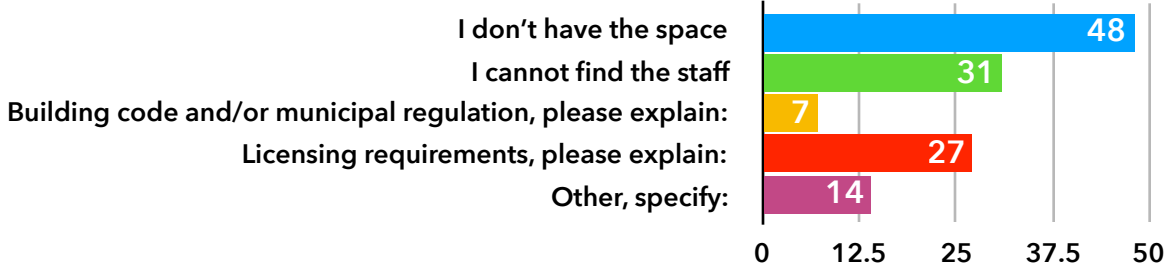 I don’t have the space 48
I cannot find the staff 31
Building code and/or municipal regulation, please explain: 7
Licensing requirements, please explain: 27
Other, specify: 14
0 12.5 25 37.5 50